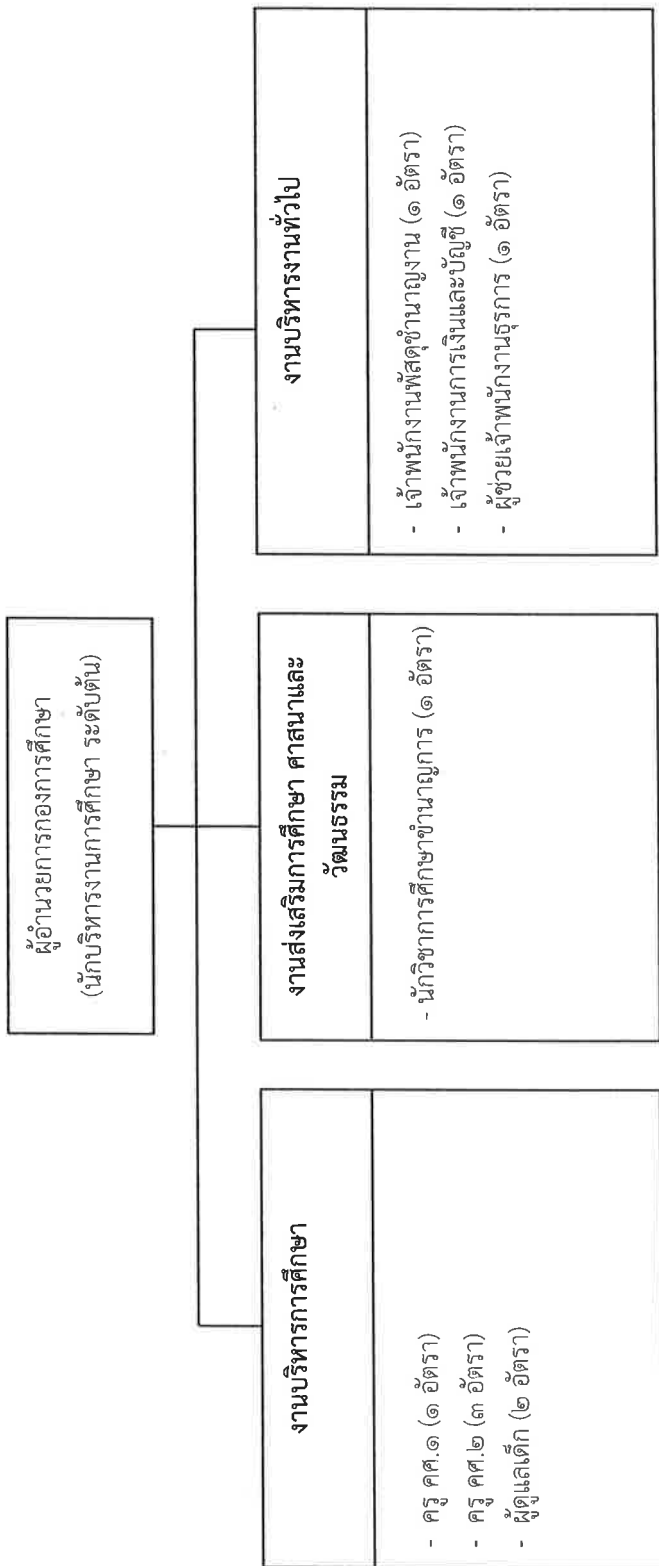 ผู้อำนวยการกองการศึกษา
(นักบริหารงานการศึกษา ระดับต้น)
งานบริหารการศึกษา
- ครู คศ.๑ (๑ อัตรา)
- ครู คศ.๒ (๓ อัตรา)
- ผู้ดูแลเด็ก (๒ อัตรา)
งานส่งเสริมการศึกษา ศาสนาและ
วัฒนธรรม
- นักวิชาการศึกษาชำนาญการ (๑ อัตรา)
งานบริหารงานทั่วไป
- เจ้าพนักงานพัสดุชำนาญงาน (๑ อัตรา)
- เจ้าพนักงานการเงินและบัญชี (๑ อัตรา)
- ผู้ช่วยเจ้าพนักงานธุรการ (๑ อัตรา)